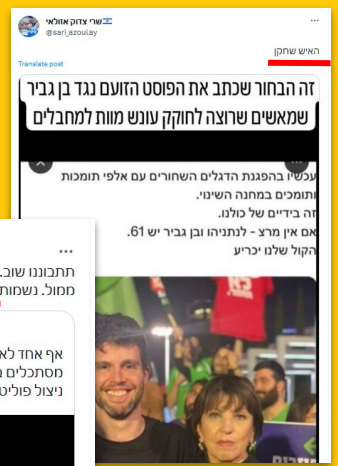 שרי צדוק אזולאי
@sari_azoulay
האיש שחקן
Translate post
זה הבחור שכתב את הפוסט הזועם נגד בן גביר
שמאשים שרוצה לחוקק עונש מוות למחבלים
עכשיו בהפגנת הדגלים השחורים עם אלפי תומכות
ותומכים במחנה השינוי.
זה בידיים של כולנו.
אם אין מרצ - לנתניהו ובן גביר יש 61.
הקול שלנו יכריע
תתבוננו שוב.
ממול. נשמות
אף אחד לא
מסתכלים
ניצול פוליט